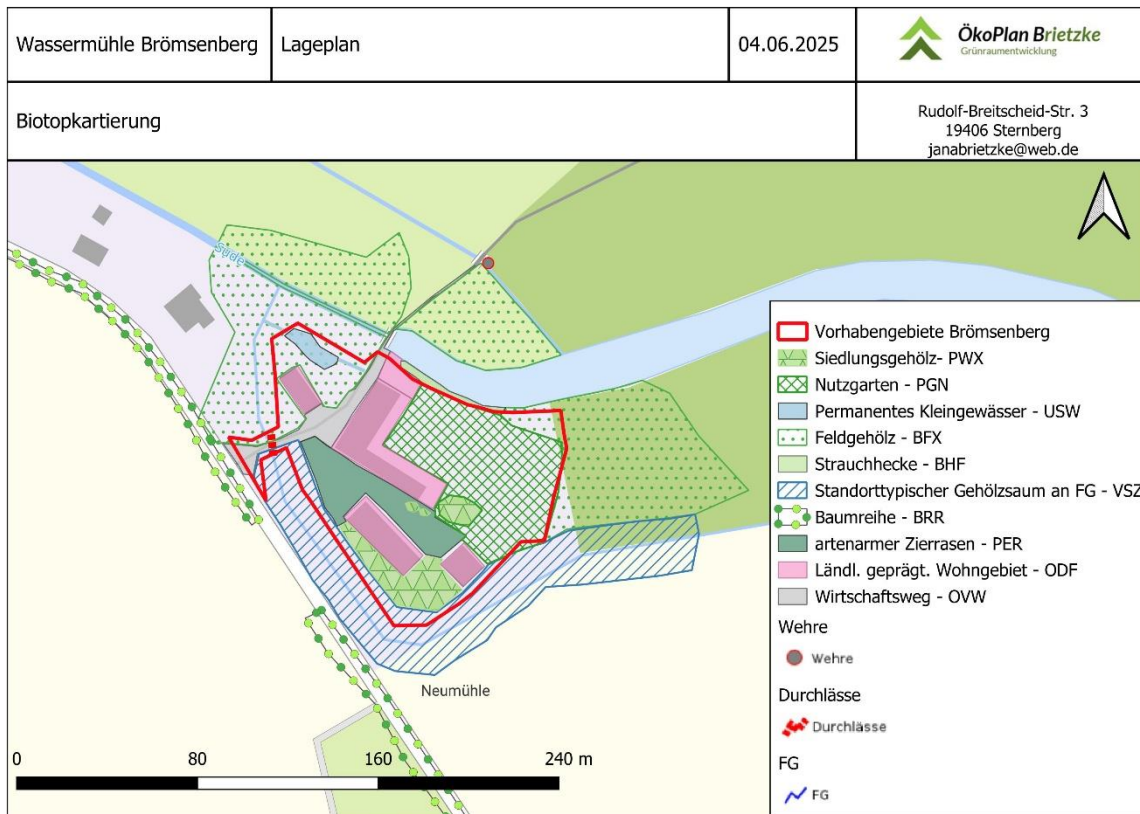 Wassermühle Brömsenberg
Lageplan
04.06.2025
ÖkoPlan Brietzke
Grünraumentwicklung
Biotopkartierung
Rudolf-Breitscheid-Str. 3
19406 Sternberg
janabrietzke@web.de
Sude
Vorhabengebiete Brömsenberg
Siedlungsgehölz- PWX
Nutzgarten - PGN
Permanentes Kleingewässer - USW
Feldgehölz - BFX
Strauchhecke - BHF
Standorttypischer Gehölzsaum an FG - VSZ
Baumreihe - BRR
artenarmer Zierrasen - PER
Ländl. geprägt. Wohngebiet - ODF
Wirtschaftsweg - OVW
Wehre
Wehre
Durchlässe
Durchlässe
FG
FG
Neumühle
0 80 160 240 m